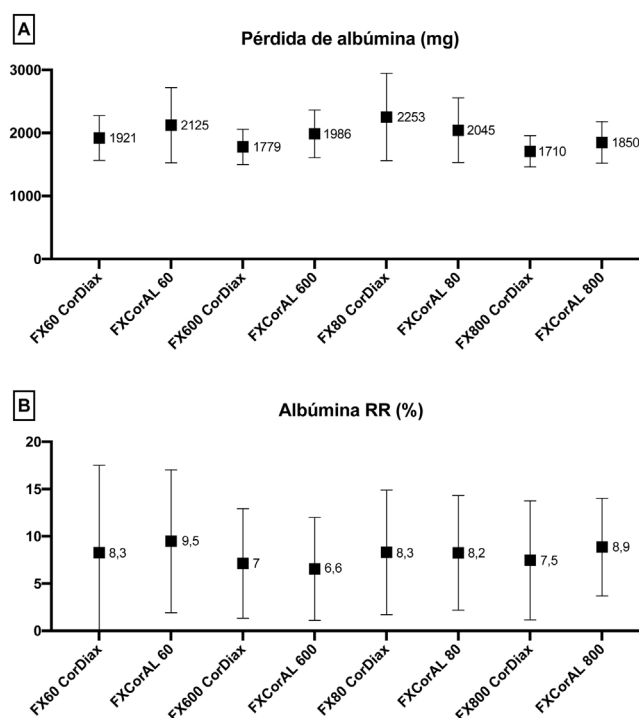 A
Pérdida de albúmina (mg)
3000
2000
1000
0
1921
2125
1779
1986
2253
2045
1710
1850
FX60 CorDiax
FXCorAL 60
FX600 CorDiax
FXCorAL 600
FX80 CorDiax
FXCorAL 80
FX800 CorDiax
FXCorAL 800
B
Albúmina RR (%)
20
15
10
5
0
8,3
9,5
7
6,6
8,3
8,2
7,5
8,9
FX60 CorDiax
FXCorAL 60
FX600 CorDiax
FXCorAL 600
FX80 CorDiax
FXCorAL 80
FX800 CorDiax
FXCorAL 800